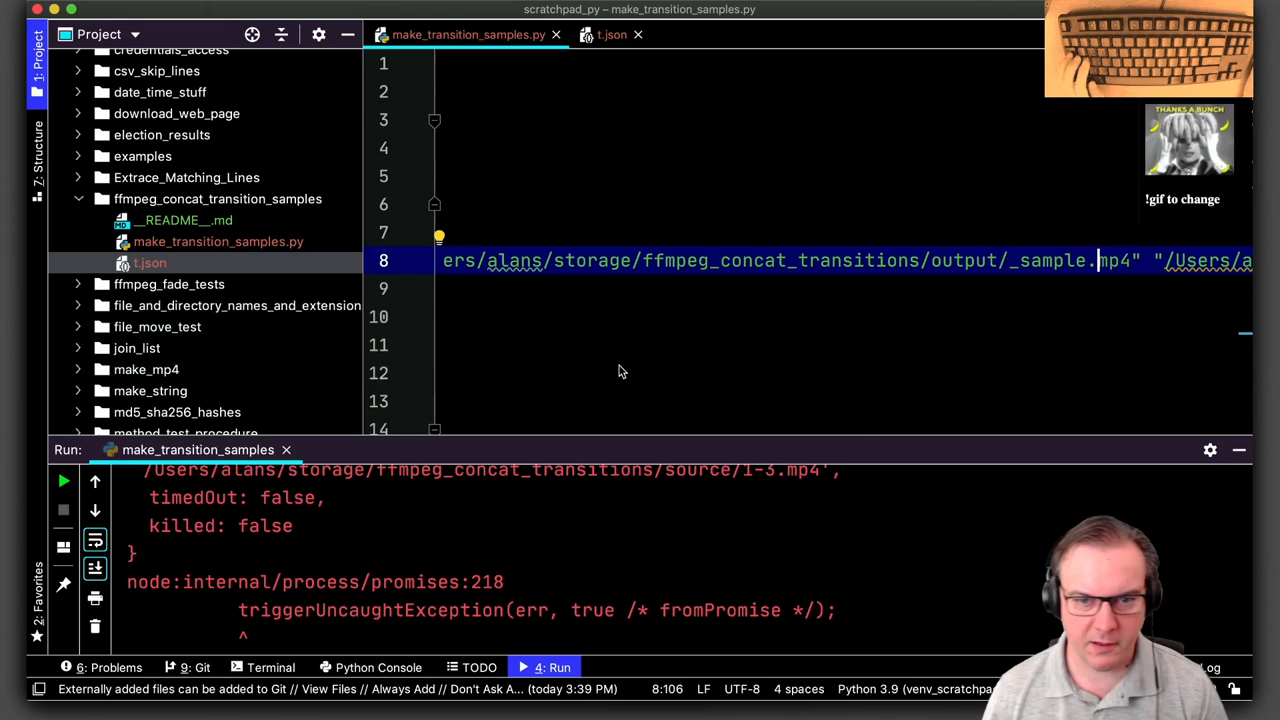 scratchpad_py – make_transition_samples.py
Project
make_transition_samples.py
t.json
1: Project
7: Structure
2: Favorites
credentials_access
csv_skip_lines
date_time_stuff
download_web_page
election_results
examples
Extrace_Matching_Lines
ffmpeg_concat_transition_samples
__README__.md
make_transition_samples.py
t.json
ffmpeg_fade_tests
file_and_directory_names_and_extension
file_move_test
join_list
make_mp4
make_string
md5_sha256_hashes
method_test_procedure
1
2
3
4
5
6
7
8 ers/alans/storage/ffmpeg_concat_transitions/output/_sample.mp4" "/Users/a
9
10
11
12
13
14
THANKS A BUNCH
!gif to change
Run: make_transition_samples
/Users/alans/storage/ffmpeg_concat_transitions/source/1-3.mp4',
timedOut: false,
killed: false
}
node:internal/process/promises:218
triggerUncaughtException(err, true /* fromPromise */);
^
6: Problems 9: Git Terminal Python Console TODO 4: Run Log
Externally added files can be added to Git // View Files // Always Add // Don't Ask A... (today 3:39 PM) 8:106 LF UTF-8 4 spaces Python 3.9 (venv_scratchpa